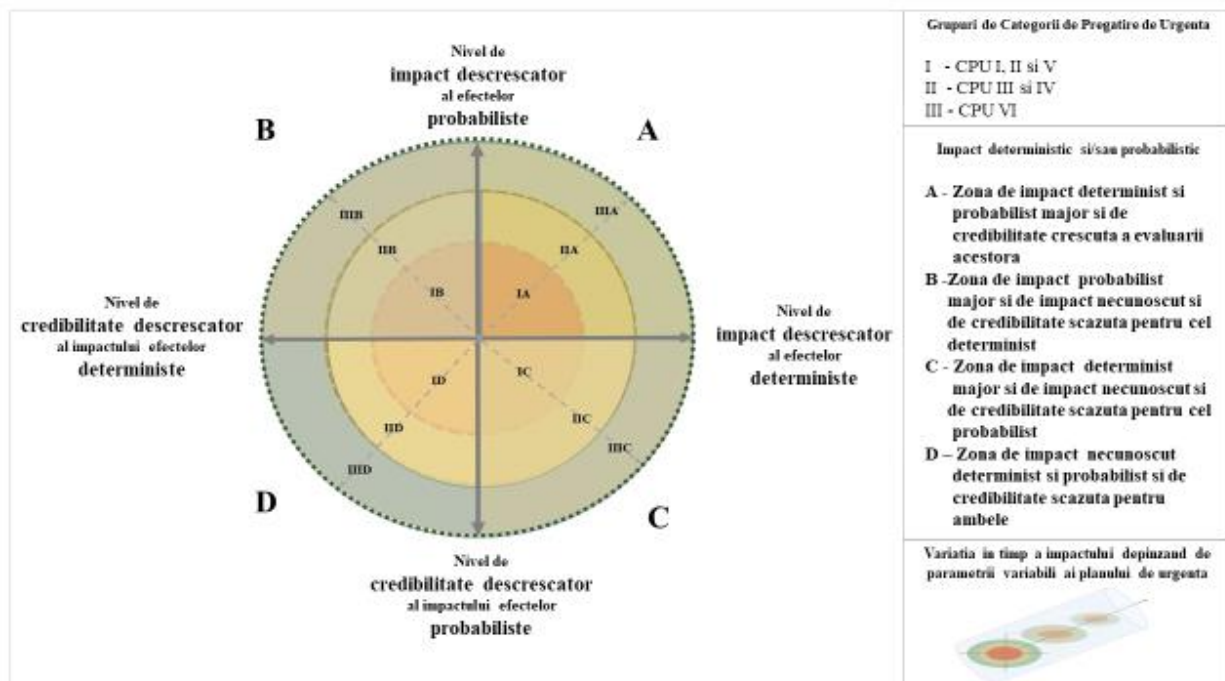 Nivel de
impact descrescator
al efectelor
probabiliste
B
A
IIIB
IIIA
IIB
IIA
IB
IA
Nivel de
credibilitate descrescator
al impactului efectelor
deterministe
Nivel de
impact descrescator
al efectelor
deterministe
ID
IC
IID
IIC
IIID
IIIC
D
C
Nivel de
credibilitate descrescator
al impactului efectelor
probabiliste
Grupuri de Categorii de Pregatire de Urgenta
I - CPU I, II si V
II - CPU III si IV
III - CPU VI
Impact deterministic si/sau probabilistic
A - Zona de impact determinist si
probabilist major si de
credibilitate crescuta a evaluarii
acestora
B -Zona de impact probabilist
major si de impact necunoscut si
de credibilitate scazuta pentru cel
determinist
C - Zona de impact determinist
major si de impact necunoscut si
de credibilitate scazuta pentru cel
probabilist
D – Zona de impact necunoscut
determinist si probabilist si de
credibilitate scazuta pentru
ambele
Variatia in timp a impactului depinzand de
parametrii variabili ai planului de urgenta